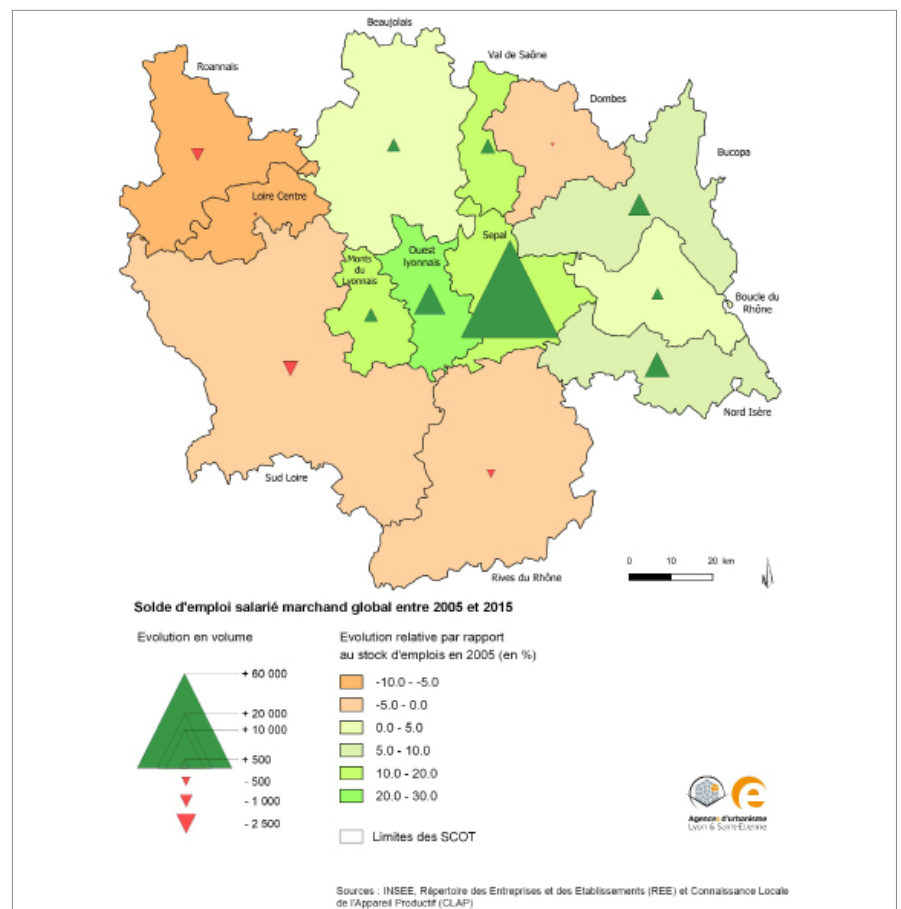 Beaujolais
Val de Saône
Roannais
Dombes
Bucopa
Loire Centre
Sepal
Ouest
lyonnais
Monts
du
Lyonnais
Boucle du
Rhône
Nord Isère
Sud Loire
Rives du Rhône
0 10 20 km
N
Solde d'emploi salarié marchand global entre 2005 et 2015
Evolution en volume
+ 60 000
+ 20 000
+ 10 000
+ 500
- 500
- 1 000
- 2 500
Evolution relative par rapport
au stock d'emplois en 2005 (en %)
-10.0 - -5.0
-5.0 - 0.0
0.0 - 5.0
5.0 - 10.0
10.0 - 20.0
20.0 - 30.0
Limites des SCOT
e
Agences d'urbanisme
Lyon & Saint-Etienne
Sources : INSEE, Répertoire des Entreprises et des Etablissements (REE) et Connaissance Locale
de l'Appareil Productif (CLAP)